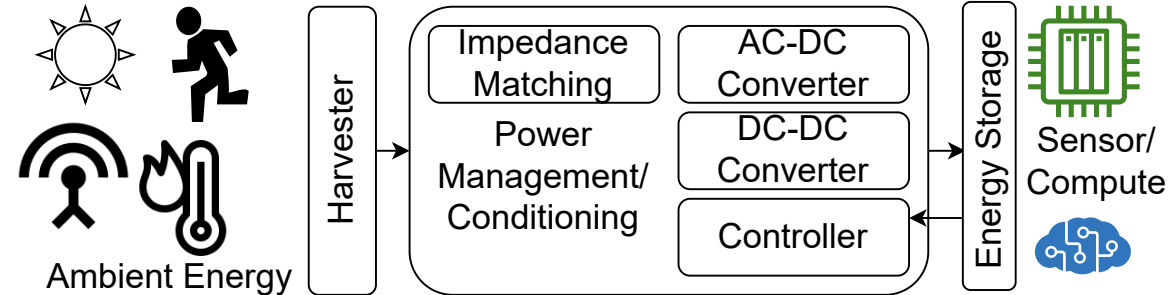 Ambient Energy
Harvester
Impedance
Matching
Power
Management/
Conditioning
AC-DC
Converter
DC-DC
Converter
Controller
Energy Storage
Sensor/
Compute